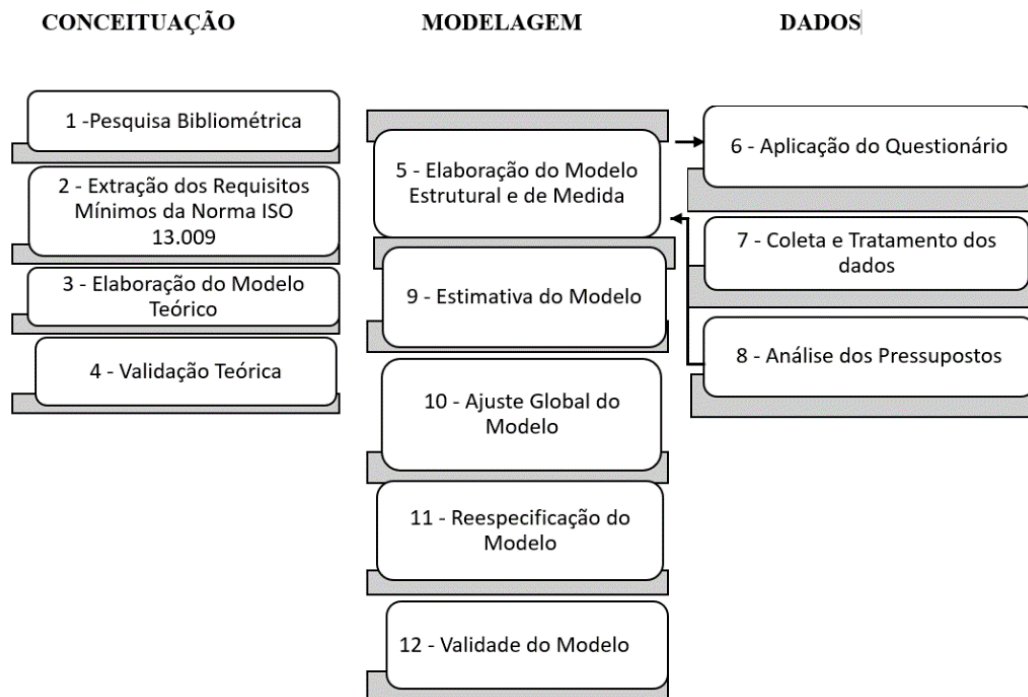 CONCEITUAÇÃO
1 -Pesquisa Bibliométrica
2 - Extração dos Requisitos
Mínimos da Norma ISO
13.009
3 - Elaboração do Modelo
Teórico
4 - Validação Teórica
MODELAGEM
5 - Elaboração do Modelo
Estrutural e de Medida
9 - Estimativa do Modelo
10 - Ajuste Global do
Modelo
11 - Reespecificação do
Modelo
12 - Validade do Modelo
DADOS
6 - Aplicação do Questionário
7 - Coleta e Tratamento dos
dados
8 - Análise dos Pressupostos